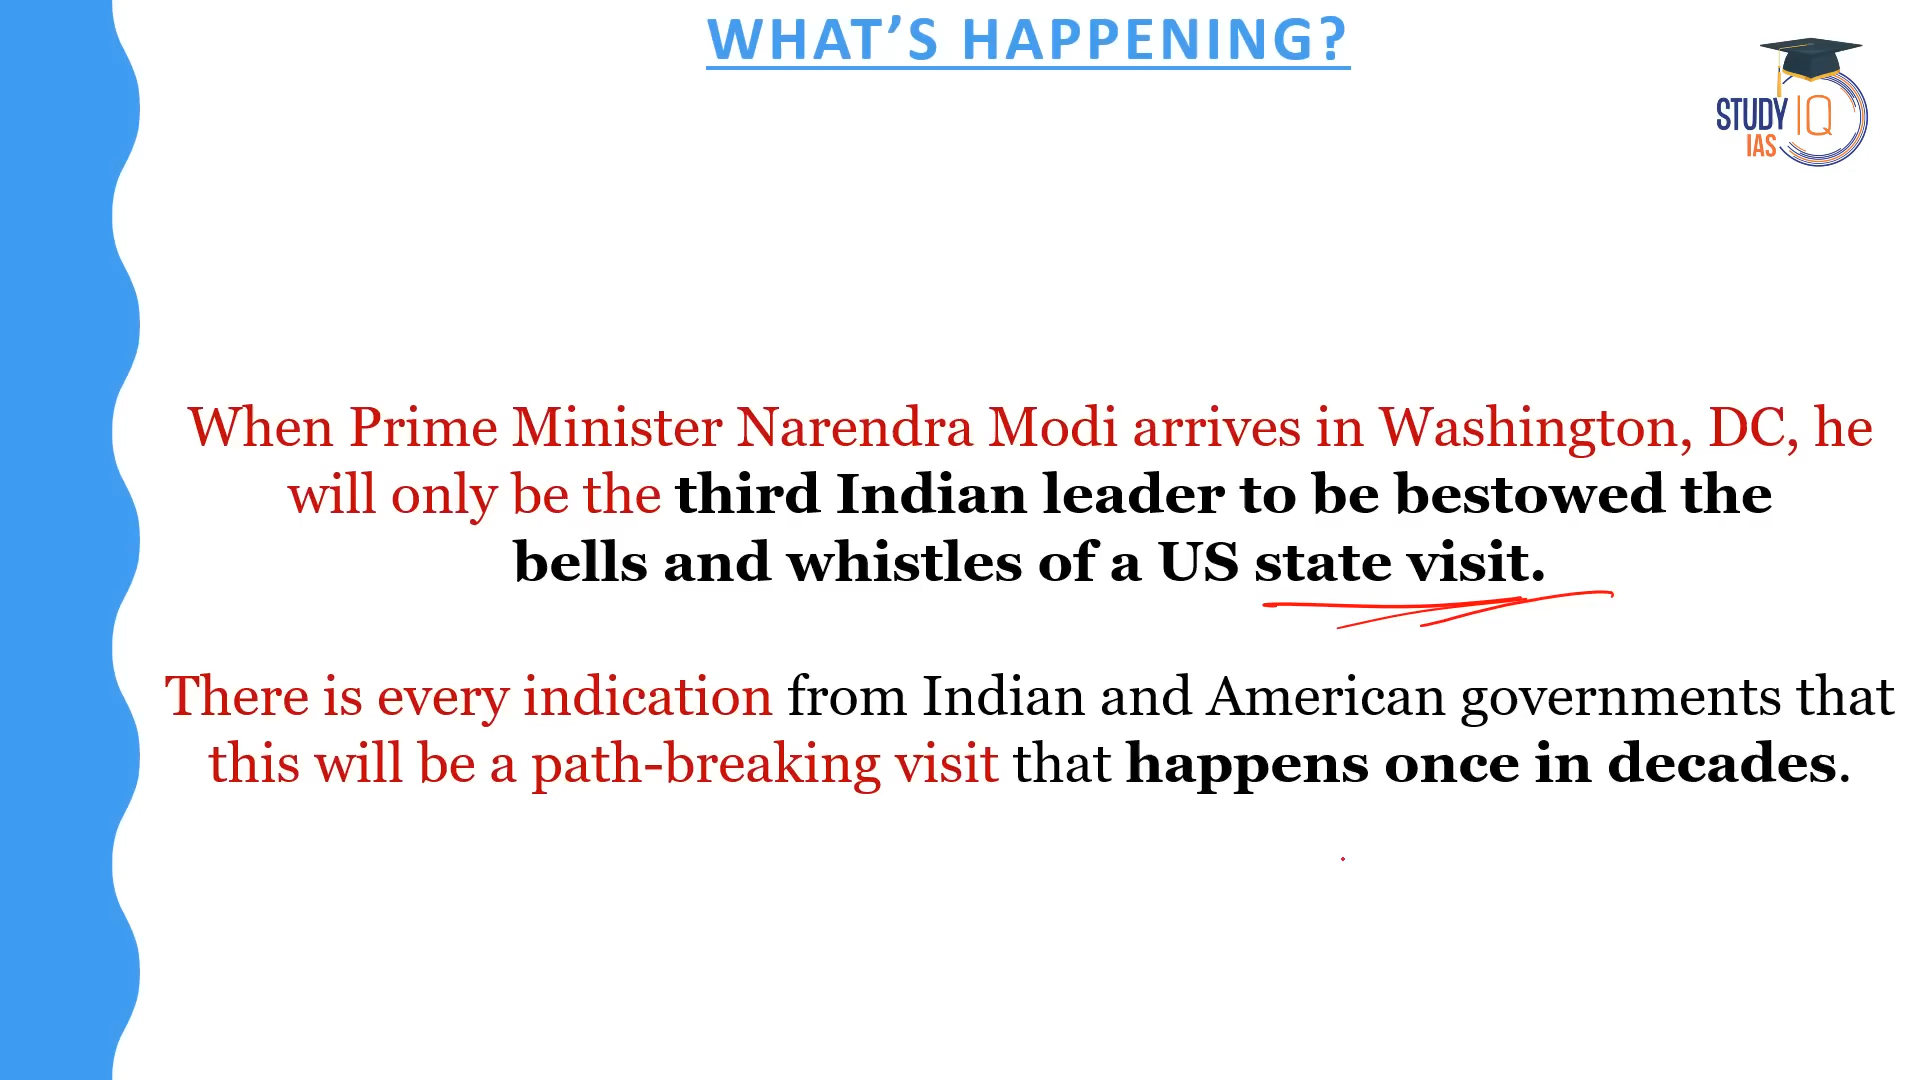 WHAT’S HAPPENING?
STUDY IQ
IAS
When Prime Minister Narendra Modi arrives in Washington, DC, he
will only be the third Indian leader to be bestowed the
bells and whistles of a US state visit.
There is every indication from Indian and American governments that
this will be a path-breaking visit that happens once in decades.